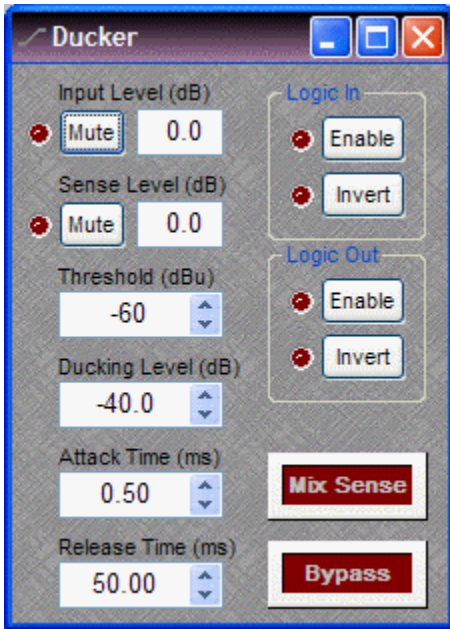 Ducker
Input Level (dB)
Mute 0.0
Sense Level (dB)
Mute 0.0
Threshold (dBu)
-60
Ducking Level (dB)
-40.0
Attack Time (ms)
0.50
Release Time (ms)
50.00
Logic In
Enable
Invert
Logic Out
Enable
Invert
Mix Sense
Bypass